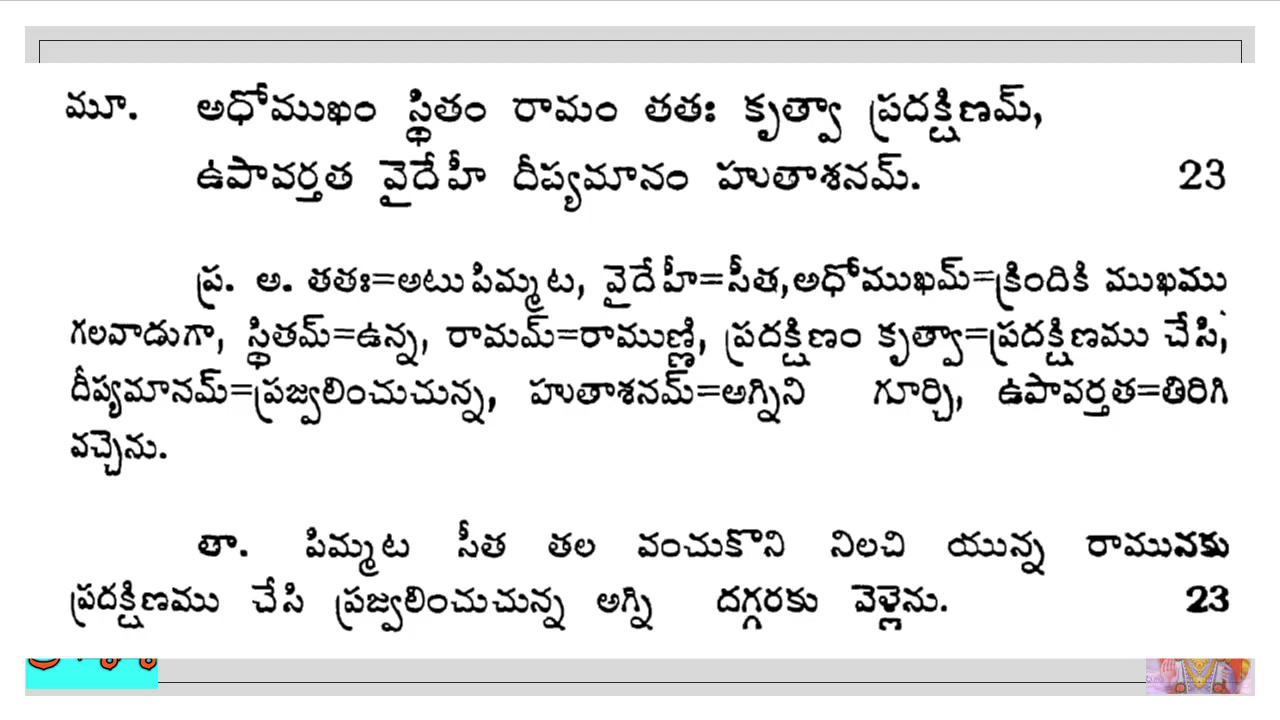 మూ. అధోముఖం స్థితం రామం తతః కృత్వా ప్రదక్షిణమ్,
ఉపావర్తత వైదేహీ దీప్యమానం హుతాశనమ్. 23
ప్ర. అ. తతః=అటుపిమ్మట, వైదేహీ=సీత,అధోముఖమ్=క్రిందికి ముఖము
గలవాడుగా, స్థితమ్=ఉన్న, రామమ్=రాముణ్ణి, ప్రదక్షిణం కృత్వా=ప్రదక్షిణము చేసి,
దీప్యమానమ్=ప్రజ్వలించుచున్న, హుతాశనమ్=అగ్నిని గూర్చి, ఉపావర్తత=తిరిగి
వచ్చెను.
తా. పిమ్మట సీత తల వంచుకొని నిలచి యున్న రామునకు
ప్రదక్షిణము చేసి ప్రజ్వలించుచున్న అగ్ని దగ్గరకు వెళ్లెను. 23